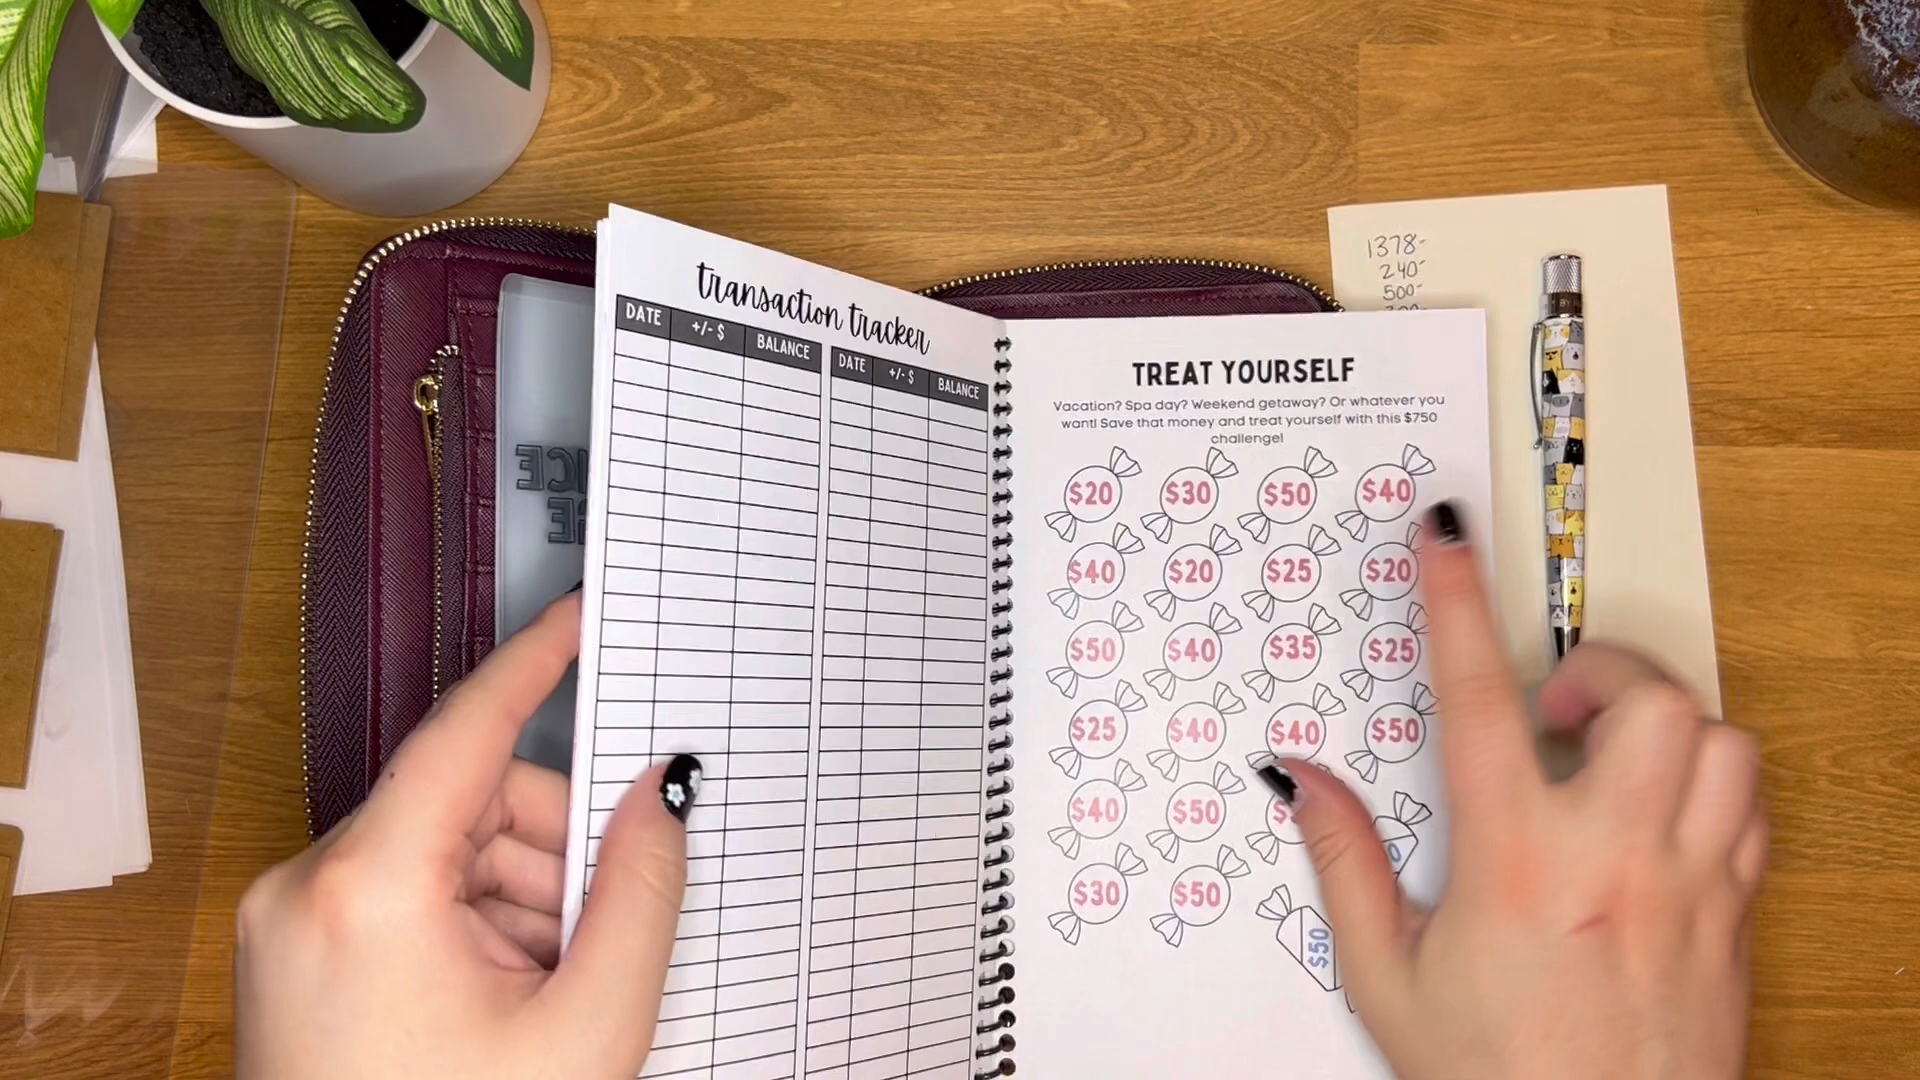 transaction tracker
DATE +/- $ BALANCE DATE +/- $ BALANCE
TREAT YOURSELF
Vacation? Spa day? Weekend getaway? Or whatever you
want! Save that money and treat yourself with this $750
challenge!
$20 $30 $50 $40
$40 $20 $25 $20
$50 $40 $35 $25
$25 $40 $40 $50
$40 $50
$30 $50
$50
1378-
240-
500-